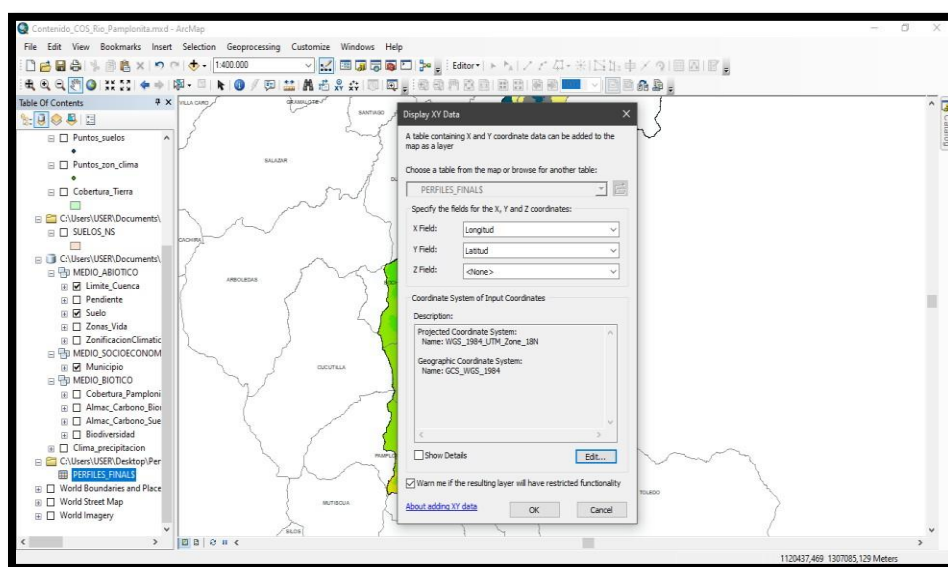 Contenido_COS_Rio_Pamplonita.mxd - ArcMap
File Edit View Bookmarks Insert Selection Geoprocessing Customize Windows Help
1:400.000
Editor
Table Of Contents
Puntos_suelos
Puntos_zon_clima
Cobertura_Tierra
C:\Users\USER\Documents\
SUELOS_NS
C:\Users\USER\Documents\
MEDIO_ABIOTICO
Limite_Cuenca
Pendiente
Suelo
Zonas_Vida
ZonificacionClimatic
MEDIO_SOCIOECONOM
Municipio
MEDIO_BIOTICO
Cobertura_Pamploni
Almac_Carbono_Bior
Almac_Carbono_Sue
Biodiversidad
Clima_precipitacion
C:\Users\USER\Desktop\Per
PERFILES_FINAL$
World Boundaries and Place
World Street Map
World Imagery
VILLA CARO
GRAMALOTE
SANTIAGO
SALAZAR
CACHIRA
ARBOLEDAS
CUCUTILLA
MUTISCUA
SILOS
TOLEDO
Display XY Data
A table containing X and Y coordinate data can be added to the
map as a layer
Choose a table from the map or browse for another table:
PERFILES_FINAL$
Specify the fields for the X, Y and Z coordinates:
X Field: Longitud
Y Field: Latitud
Z Field: <None>
Coordinate System of Input Coordinates
Description:
Projected Coordinate System:
Name: WGS_1984_UTM_Zone_18N
Geographic Coordinate System:
Name: GCS_WGS_1984
Show Details
Edit...
Warn me if the resulting layer will have restricted functionality
About adding XY data
OK Cancel
Catalog
1120437,469 1307085,129 Meters